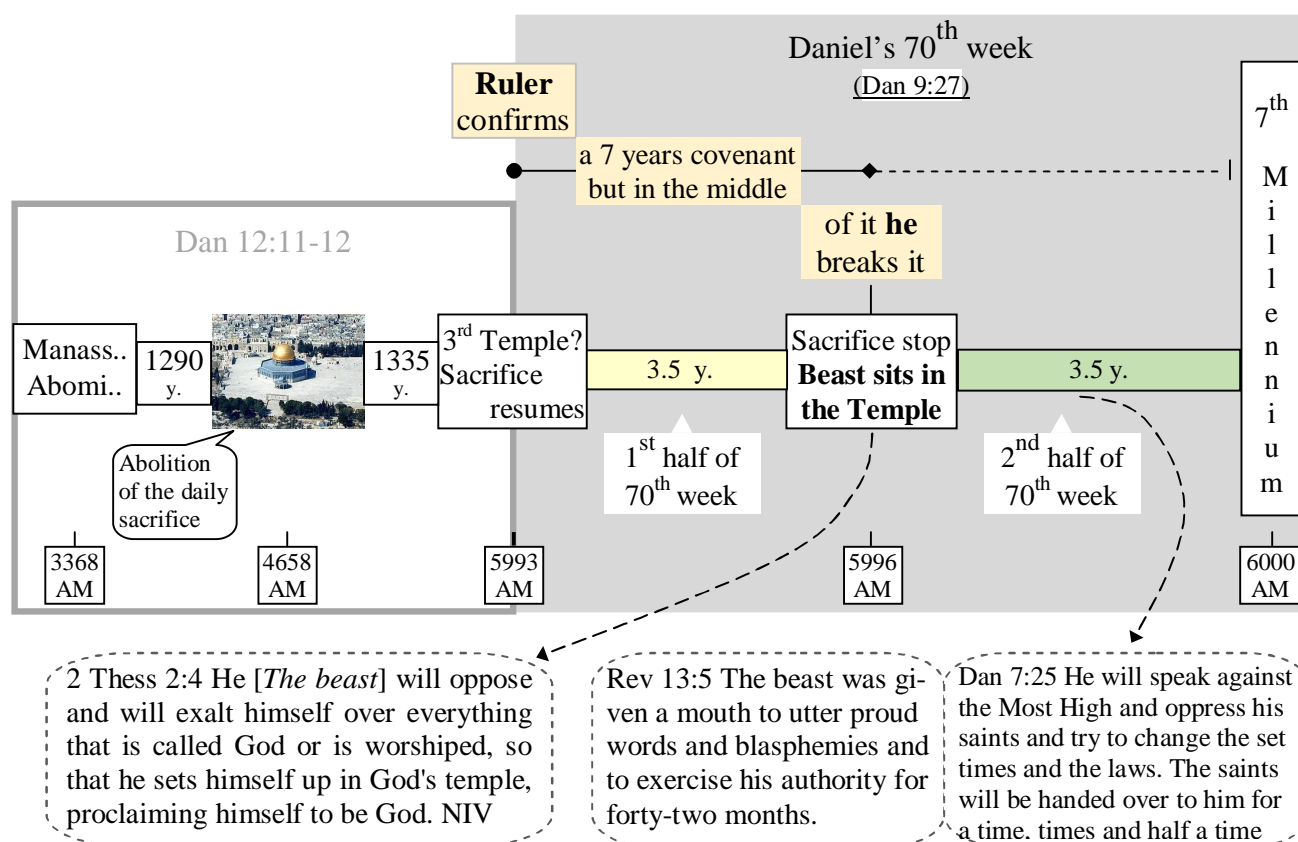 Daniel's 70th week
(Dan 9:27)
Ruler
confirms
a 7 years covenant
but in the middle
of it he
breaks it
7th
M
i
l
l
e
n
n
i
u
m
Dan 12:11-12
Manass..
Abomi..
1290
y.
1335
y.
3rd Temple?
Sacrifice
resumes
3.5 y.
Sacrifice stop
Beast sits in
the Temple
3.5 y.
Abolition
of the daily
sacrifice
1st half of
70th week
2nd half of
70th week
3368
AM
4658
AM
5993
AM
5996
AM
6000
AM
2 Thess 2:4 He [The beast] will oppose
and will exalt himself over everything
that is called God or is worshiped, so
that he sets himself up in God's temple,
proclaiming himself to be God. NIV
Rev 13:5 The beast was gi-
ven a mouth to utter proud
words and blasphemies and
to exercise his authority for
forty-two months.
Dan 7:25 He will speak against
the Most High and oppress his
saints and try to change the set
times and the laws. The saints
will be handed over to him for
a time, times and half a time